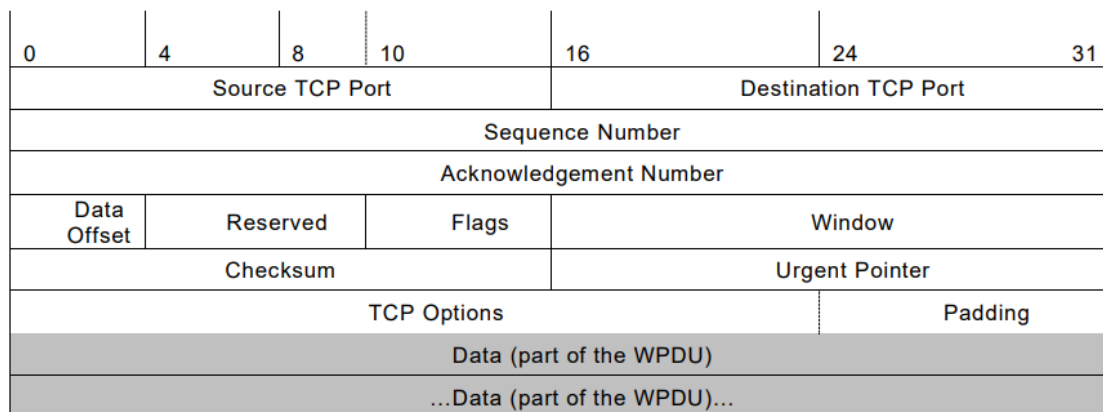 0 4 8 10 16 24 31
Source TCP Port Destination TCP Port
Sequence Number
Acknowledgement Number
Data Offset Reserved Flags Window
Checksum Urgent Pointer
TCP Options Padding
Data (part of the WPDU)
...Data (part of the WPDU)...